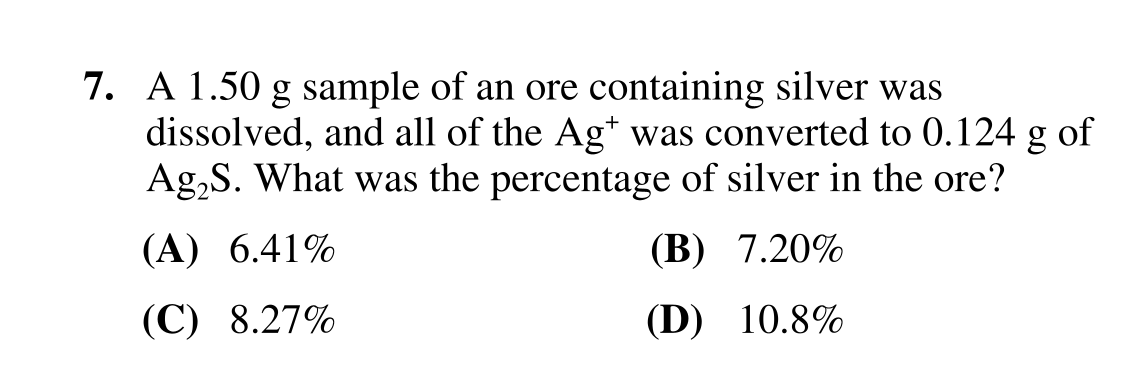 7. A 1.50 g sample of an ore containing silver was
dissolved, and all of the Ag⁺ was converted to 0.124 g of
Ag₂S. What was the percentage of silver in the ore?
(A) 6.41% (B) 7.20%
(C) 8.27% (D) 10.8%